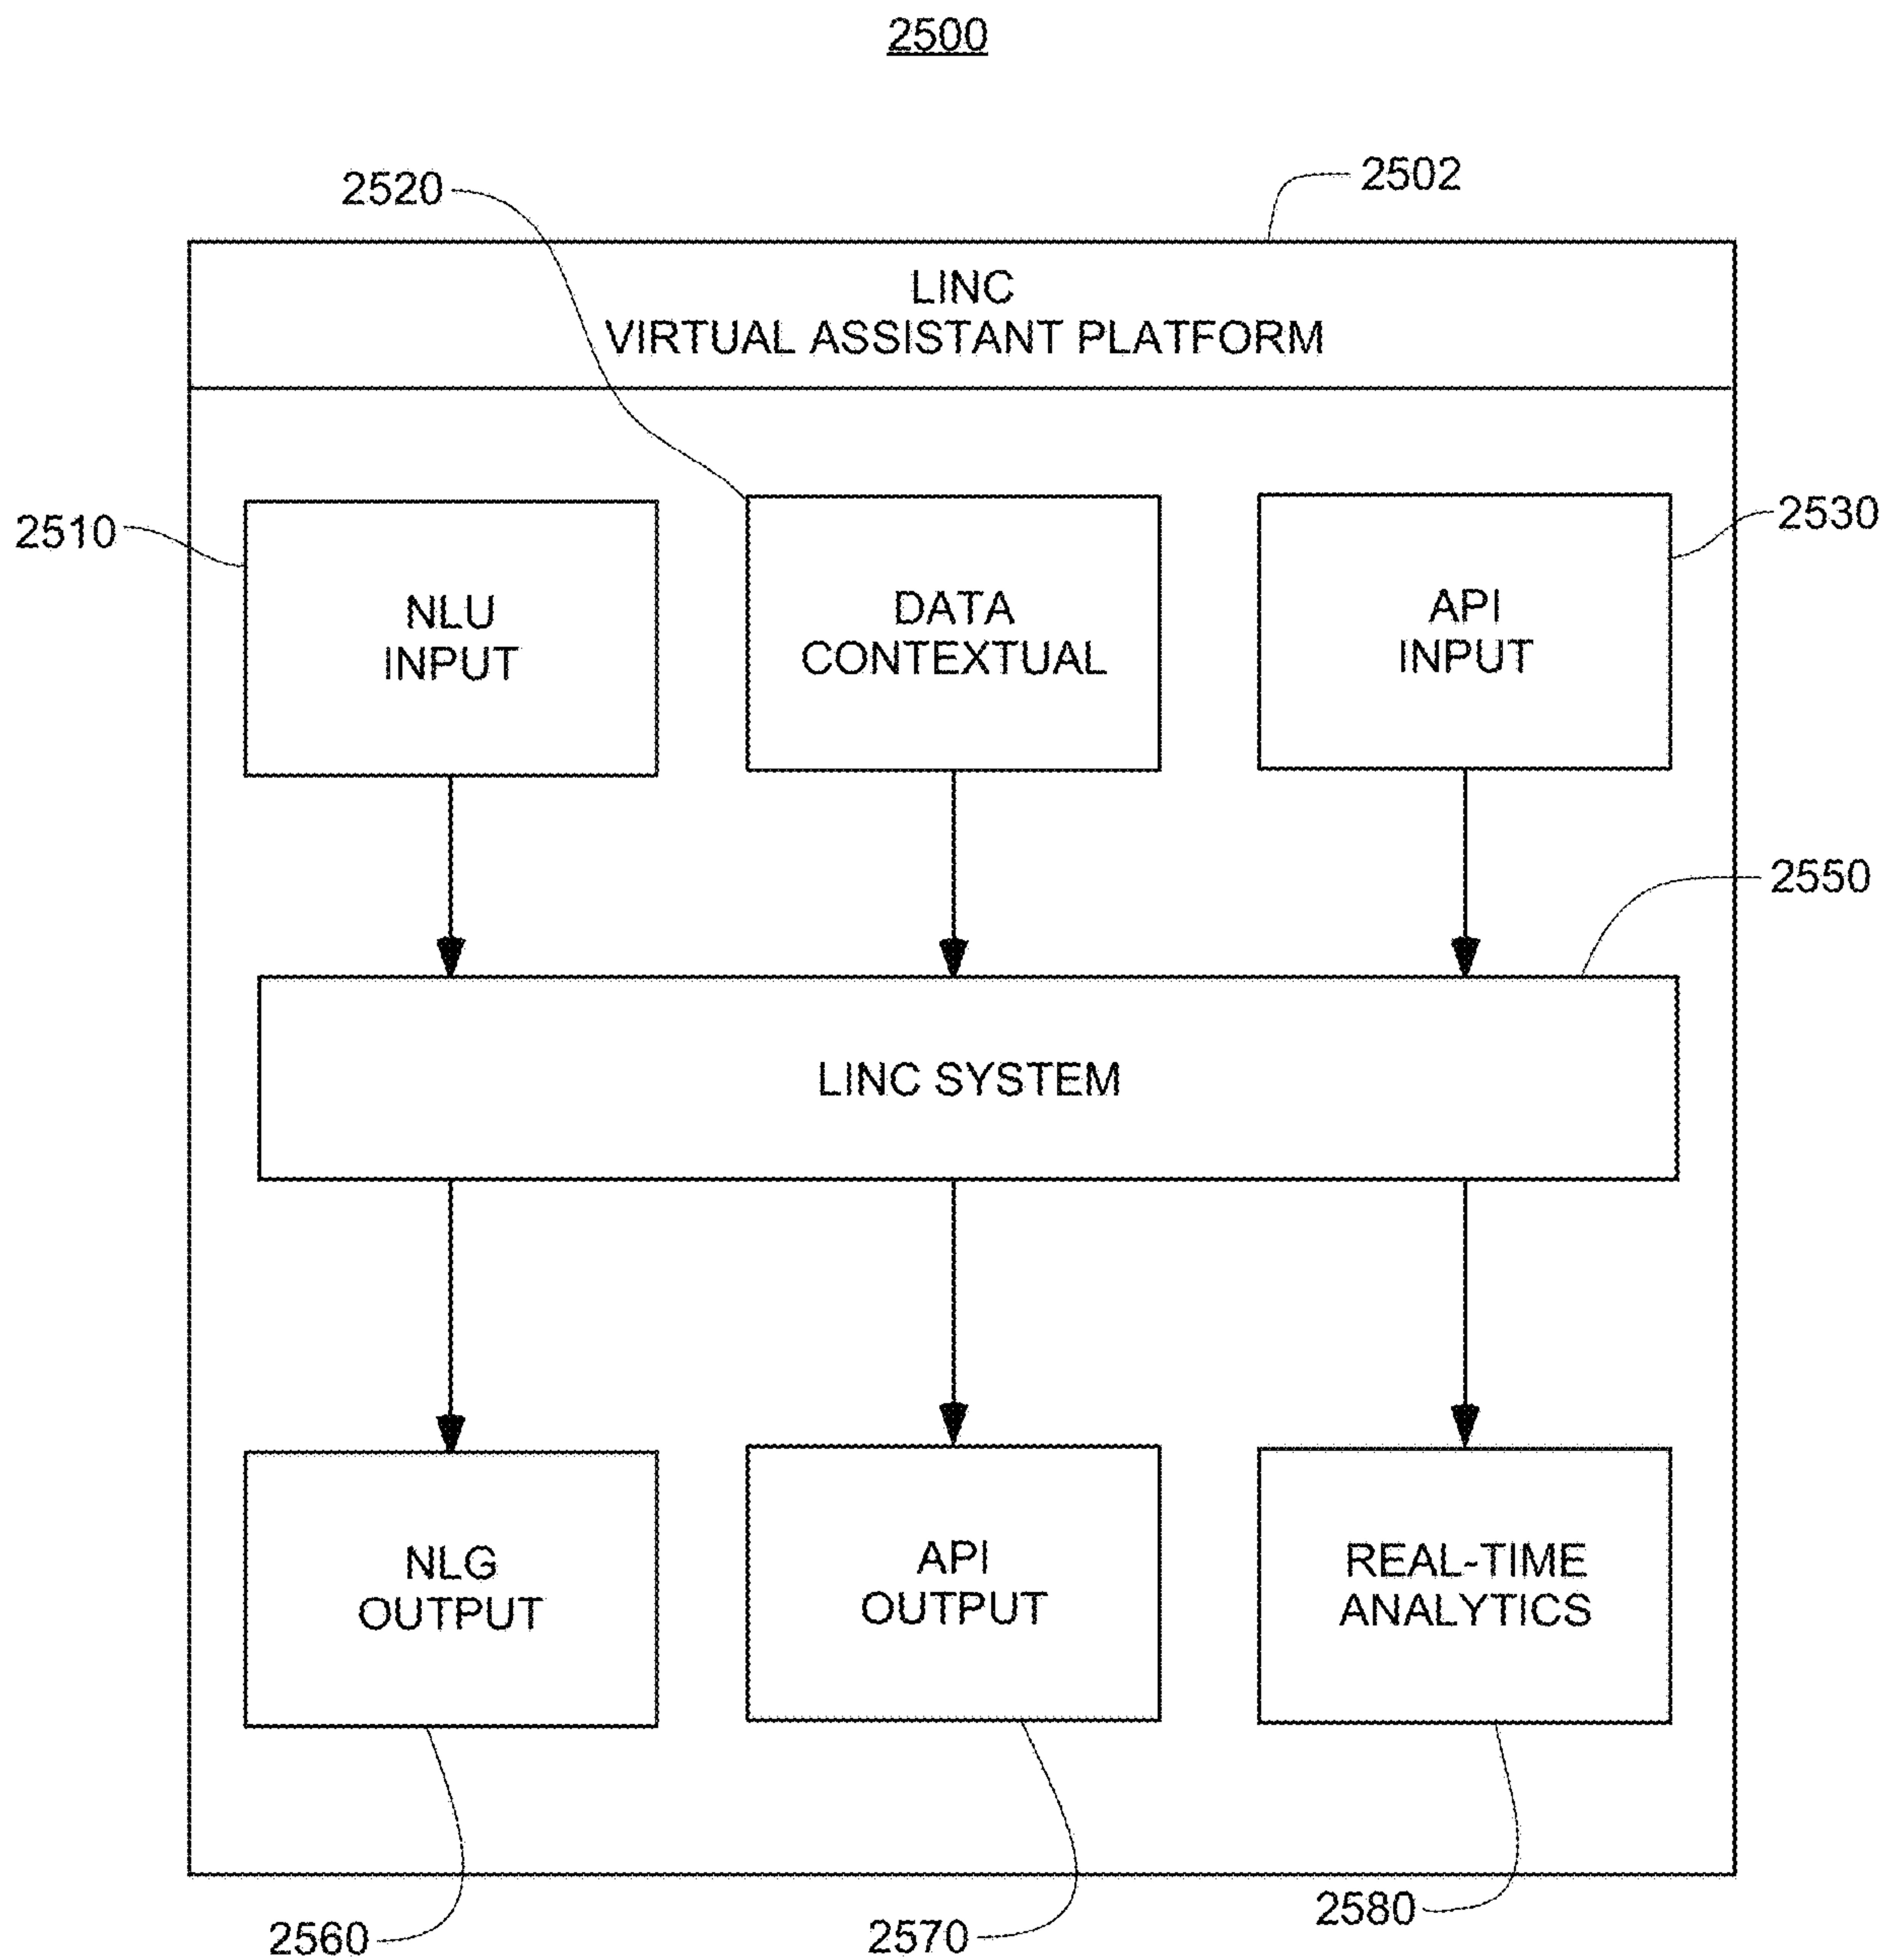 2500
2502
2520
LINC
VIRTUAL ASSISTANT PLATFORM
2510
2530
NLU
INPUT
DATA
CONTEXTUAL
API
INPUT
2550
LINC SYSTEM
NLG
OUTPUT
API
OUTPUT
REAL-TIME
ANALYTICS
2560
2570
2580